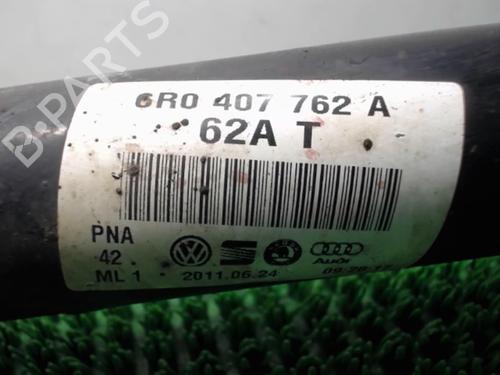 B-PARTS
6R0 407 762 A
62A T
PNA
42
ML 1
2011.06.24
Audi